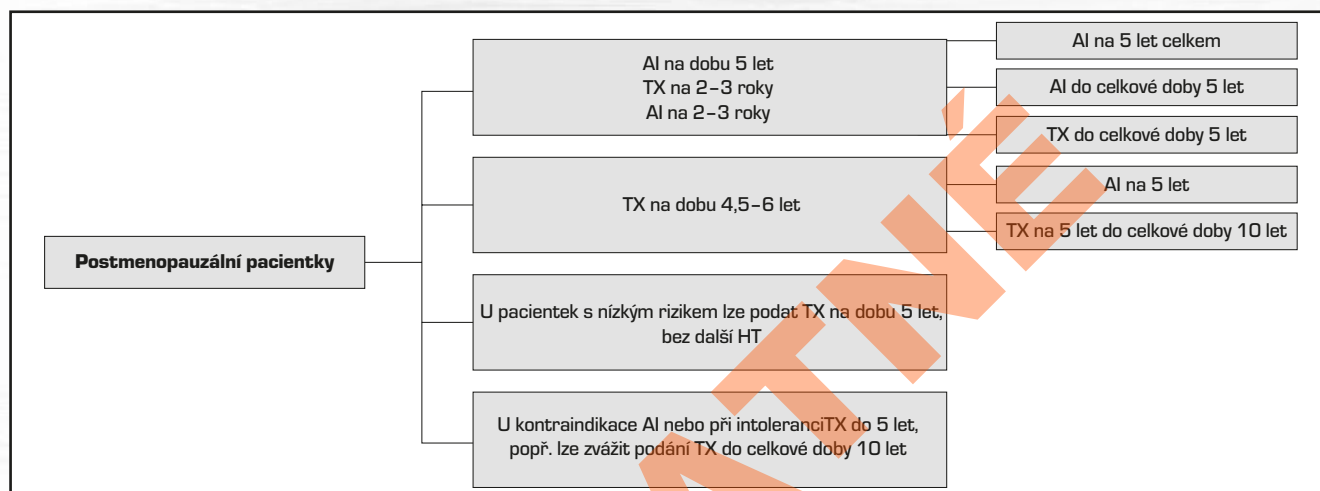 Postmenopauzální pacientky
AI na dobu 5 let
TX na 2–3 roky
AI na 2–3 roky
AI na 5 let celkem
AI do celkové doby 5 let
TX do celkové doby 5 let
TX na dobu 4,5–6 let
AI na 5 let
TX na 5 let do celkové doby 10 let
U pacientek s nízkým rizikem lze podat TX na dobu 5 let,
bez další HT
U kontraindikace AI nebo při intoleranciTX do 5 let,
popř. lze zvážit podání TX do celkové doby 10 let
ATNĚ